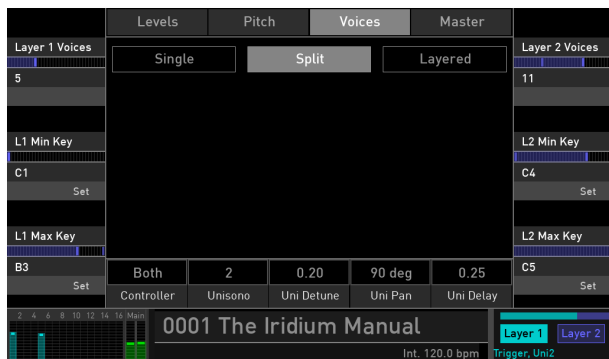 Levels Pitch Voices Master
Layer 1 Voices
5
L1 Min Key
C1
Set
L1 Max Key
B3
Set
Single Split Layered
Layer 2 Voices
11
L2 Min Key
C4
Set
L2 Max Key
C5
Set
Both 2 0.20 90 deg 0.25
Controller Unisono Uni Detune Uni Pan Uni Delay
2 4 6 8 10 12 14 16 Main
0001 The Iridium Manual
Int. 120.0 bpm
Layer 1 Layer 2
Trigger, Uni2